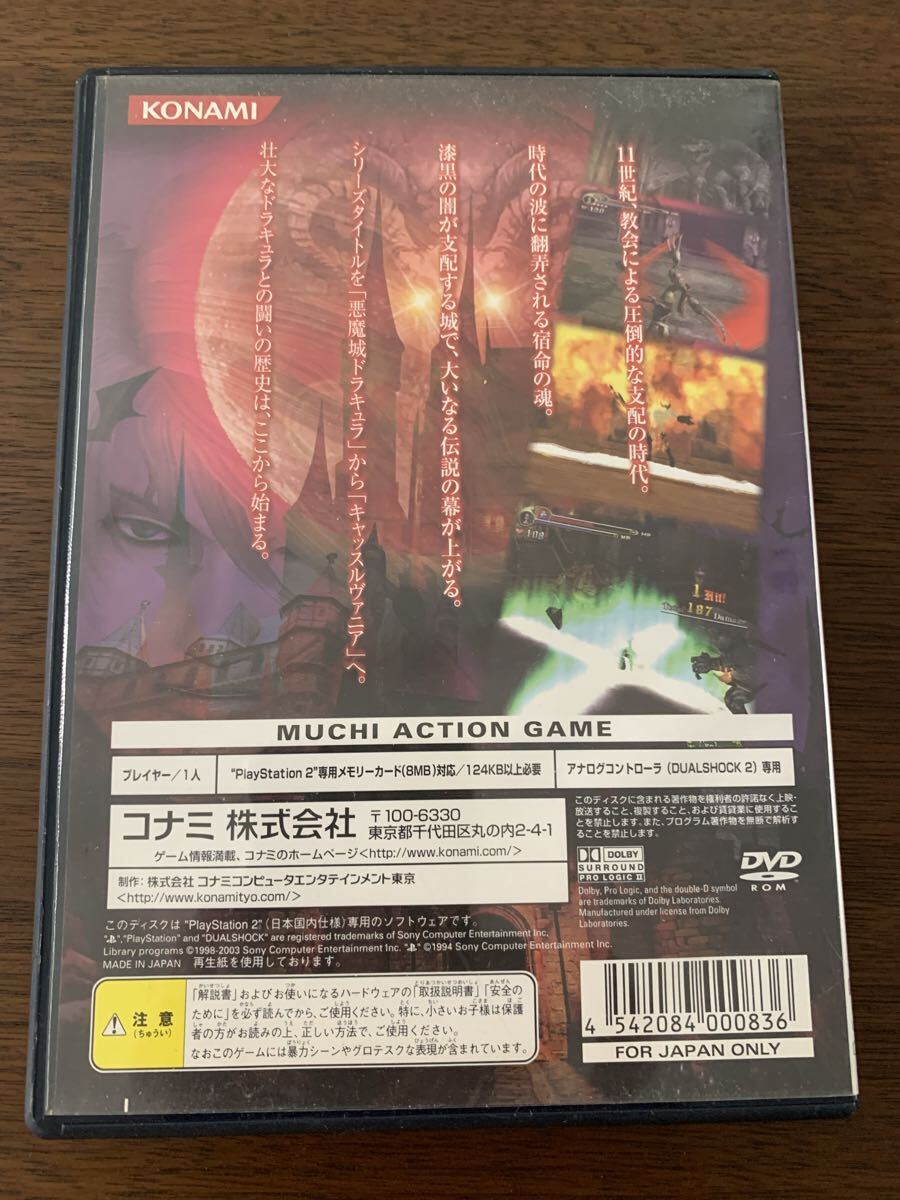 KONAMI
11世紀、教会による圧倒的な支配の時代。
時代の波に翻弄される宿命の魂。
漆黒の闇が支配する城で、大いなる伝説の幕が上がる。
シリーズタイトルを「悪魔城ドラキュラ」から「キャッスルヴァニア」へ。
壮大なドラキュラとの闘いの歴史は、ここから始まる。
108
1 Hit!
187 Damage
MUCHI ACTION GAME
プレイヤー/1人
"PlayStation 2"専用メモリーカード(8MB)対応/124KB以上必要
アナログコントローラ(DUALSHOCK 2)専用
コナミ 株式会社
〒100-6330
東京都千代田区丸の内2-4-1
ゲーム情報満載、コナミのホームページ<http://www.konami.com/>
制作:株式会社 コナミコンピュータエンタテインメント東京
<http://www.konamityo.com/>
このディスクに含まれる著作物を権利者の許諾なく上映・
放送すること、複製すること、および賃貸業に使用するこ
とを禁止します。また、プログラム著作物を無断で解析す
ることを禁止します。
DOLBY
SURROUND
PRO LOGIC II
DVD
ROM
Dolby, Pro Logic, and the double-D symbol
are trademarks of Dolby Laboratories.
Manufactured under license from Dolby
Laboratories.
このディスクは "PlayStation 2"(日本国内仕様)専用のソフトウェアです。
" ","PlayStation" and "DUALSHOCK" are registered trademarks of Sony Computer Entertainment Inc.
Library programs ©1998-2003 Sony Computer Entertainment Inc. " " ©1994 Sony Computer Entertainment Inc.
MADE IN JAPAN 再生紙を使用しております。
注意
(ちゅうい)
「解説書」およびお使いになるハードウェアの「取扱説明書」「安全の
ために」を必ず読んでから、ご使用ください。特に、小さいお子様は保護
者の方がお読みの上、正しい方法で、ご使用ください。
なおこのゲームには暴力シーンやグロテスクな表現が含まれています。
4 542084 000836
FOR JAPAN ONLY